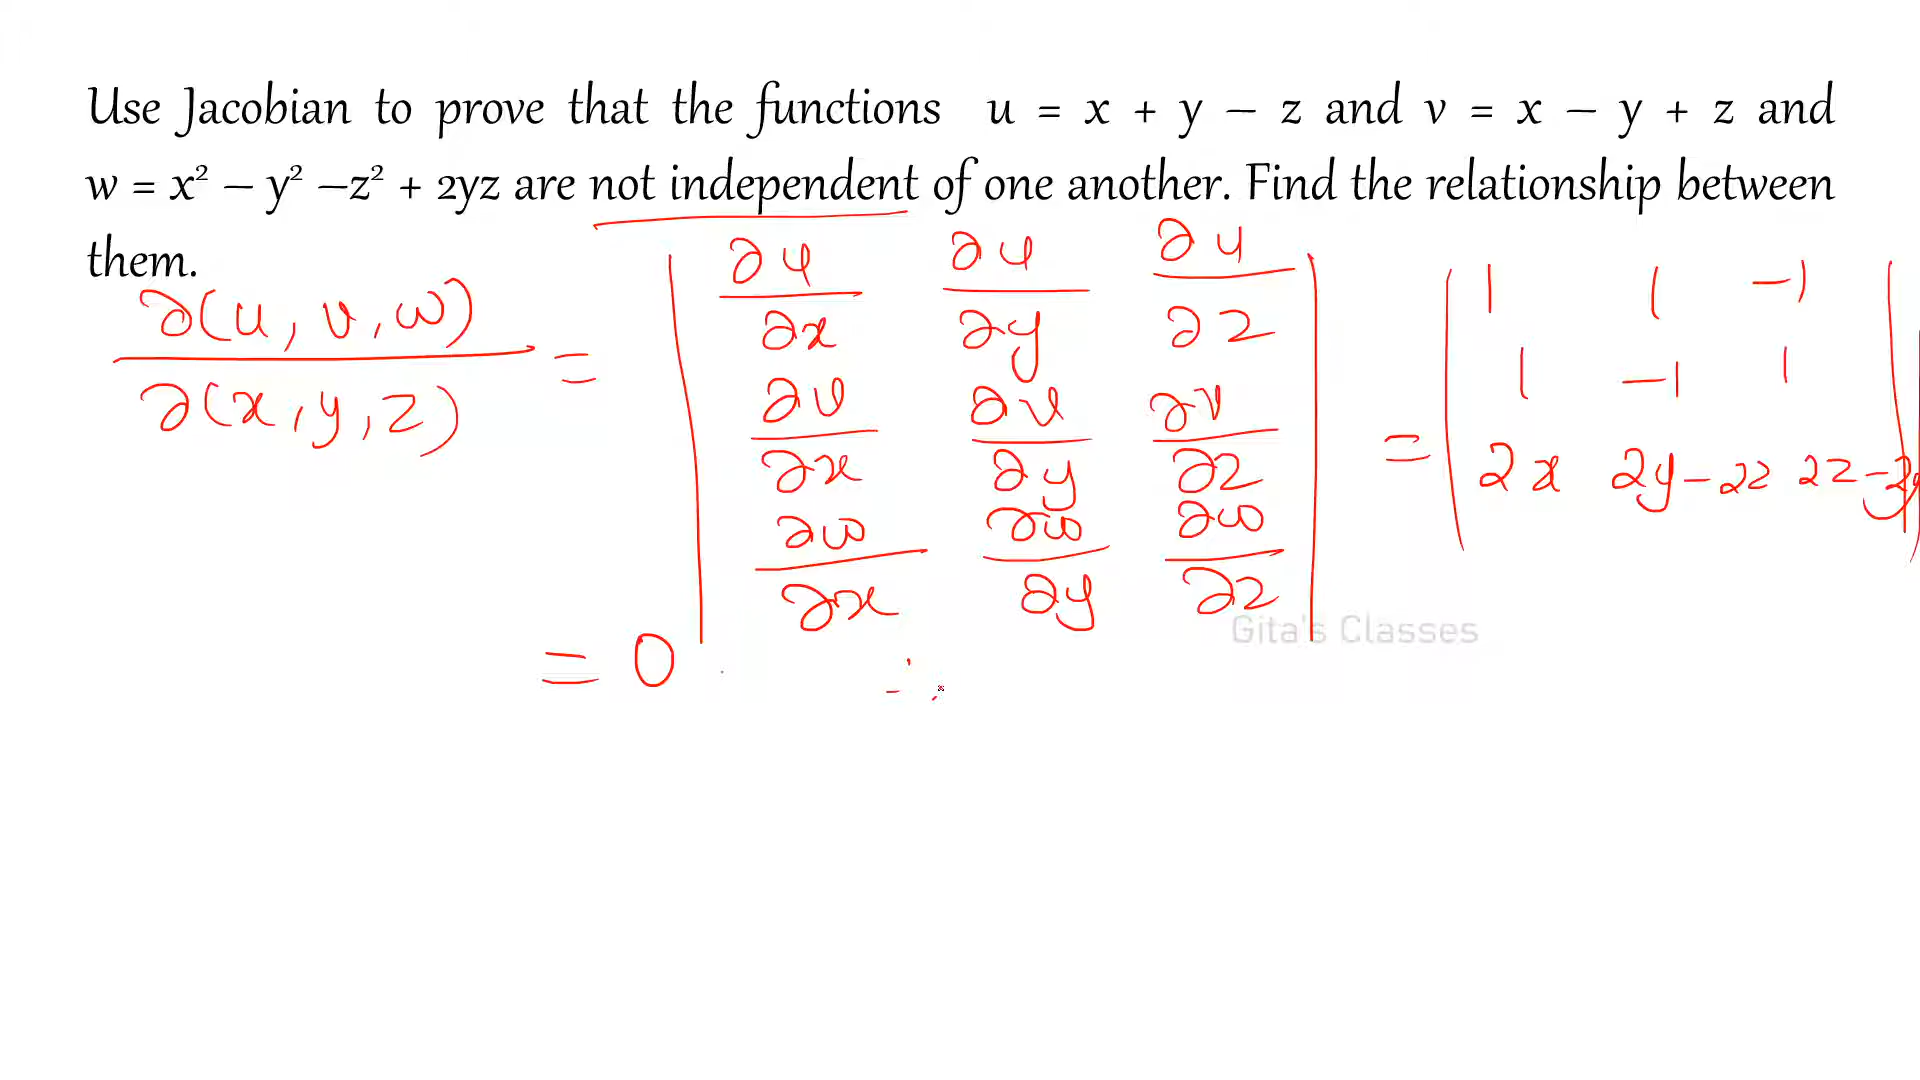 Use Jacobian to prove that the functions u = x + y – z and v = x – y + z and
w = x² – y² –z² + 2yz are not independent of one another. Find the relationship between
them.
∂(u, v, w) / ∂(x, y, z) = | ∂u/∂x ∂u/∂y ∂u/∂z | = | 1 1 -1 |
| ∂v/∂x ∂v/∂y ∂v/∂z | | 1 -1 1 |
| ∂w/∂x ∂w/∂y ∂w/∂z | | 2x 2y-2z 2z-2y |
Gita's Classes
= 0 ∴